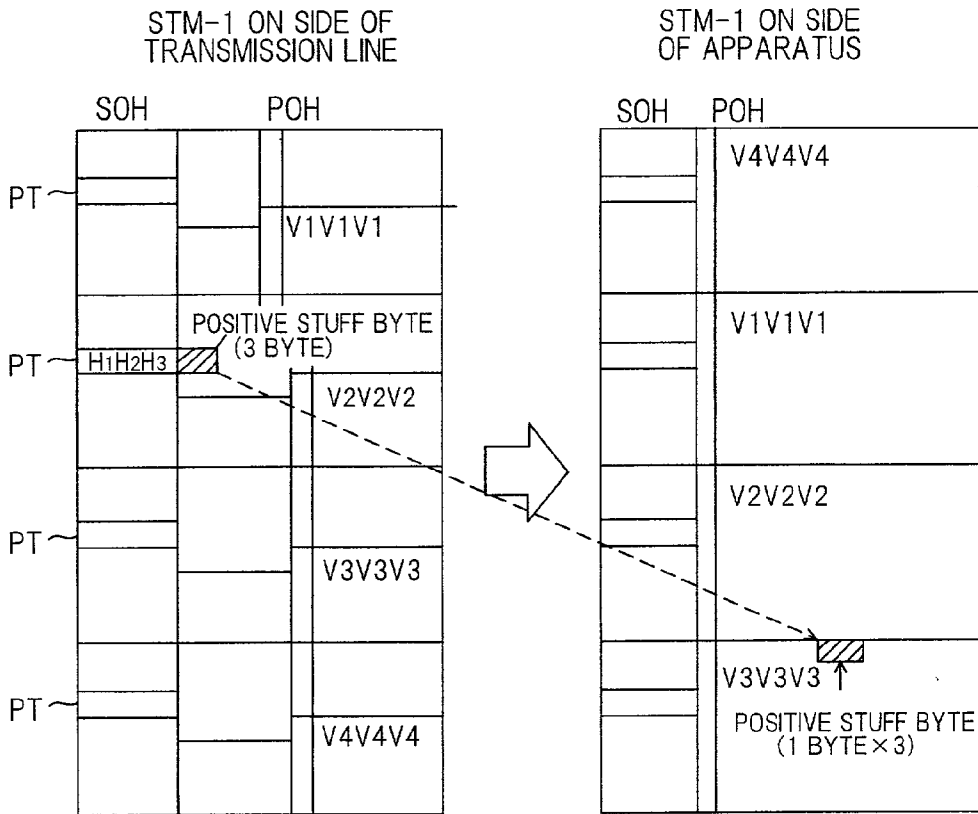 STM-1 ON SIDE OF
TRANSMISSION LINE
SOH
POH
PT
V1V1V1
POSITIVE STUFF BYTE
(3 BYTE)
PT
H1H2H3
V2V2V2
PT
V3V3V3
PT
V4V4V4
STM-1 ON SIDE
OF APPARATUS
SOH
POH
V4V4V4
V1V1V1
V2V2V2
V3V3V3
POSITIVE STUFF BYTE
(1 BYTE×3)